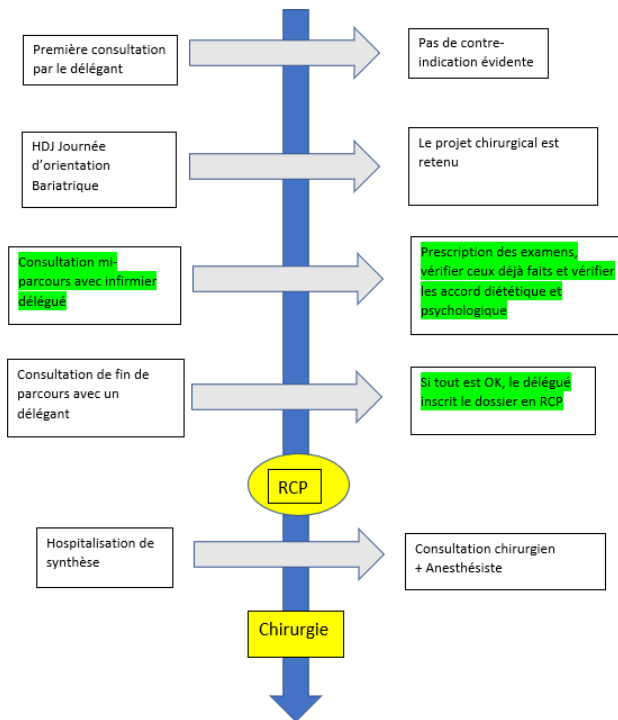 Première consultation
par le délégant
Pas de contre-
indication évidente
HDJ Journée
d'orientation
Bariatrique
Le projet chirurgical est
retenu
Consultation mi-
parcours avec infirmier
délégué
Prescription des examens,
vérifier ceux déjà faits et vérifier
les accord diététique et
psychologique
Consultation de fin de
parcours avec un
délégant
Si tout est OK, le délégué
inscrit le dossier en RCP
RCP
Hospitalisation de
synthèse
Consultation chirurgien
+ Anesthésiste
Chirurgie